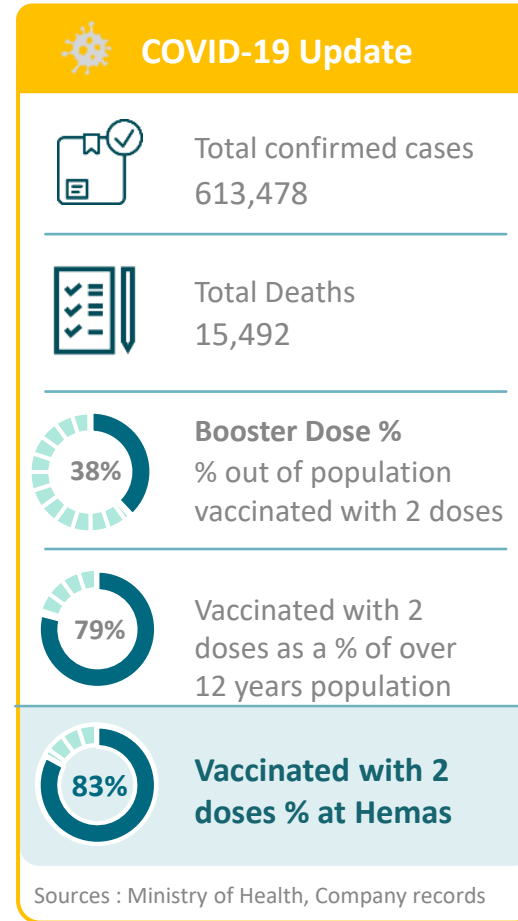 COVID-19 Update
Total confirmed cases
613,478
Total Deaths
15,492
38%
Booster Dose %
% out of population
vaccinated with 2 doses
79%
Vaccinated with 2
doses as a % of over
12 years population
83%
Vaccinated with 2
doses % at Hemas
Sources : Ministry of Health, Company records